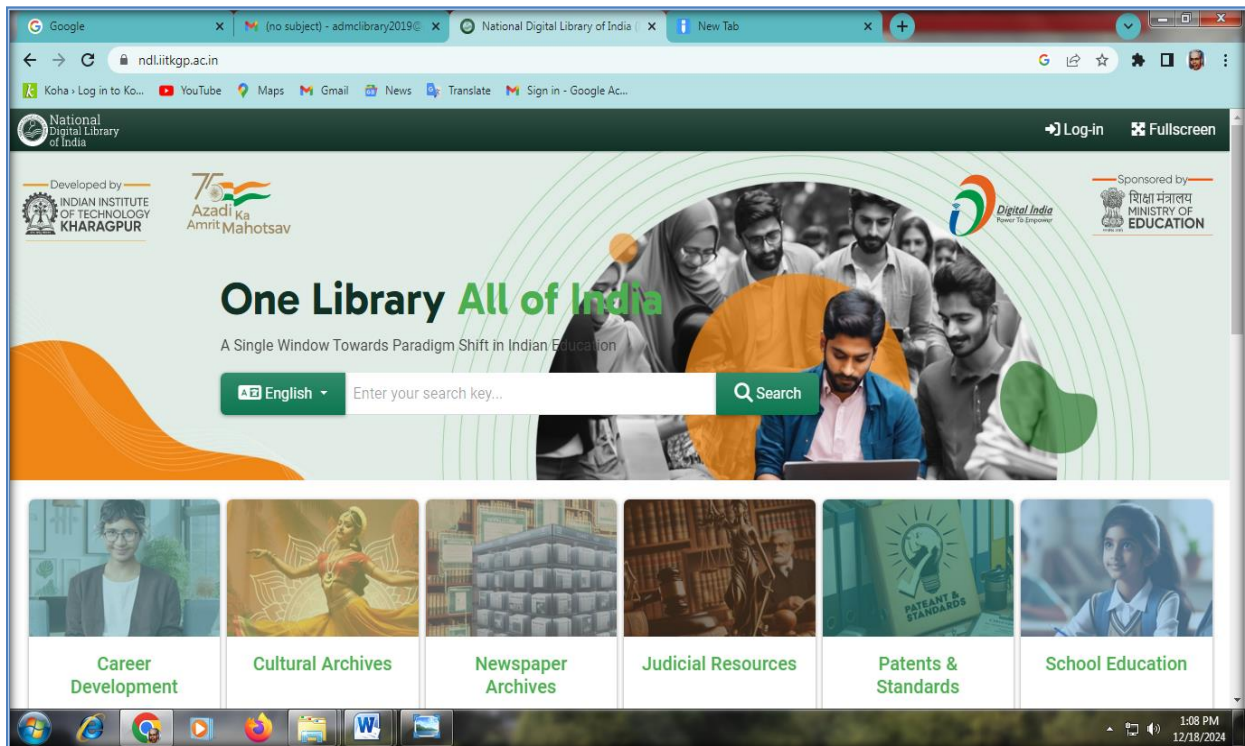 Google
(no subject) - admclibrary2019@
National Digital Library of India (
New Tab
ndl.iitkgp.ac.in
Koha › Log in to Ko...
YouTube
Maps
Gmail
News
Translate
Sign in - Google Ac...
National
Digital Library
of India
Log-in
Fullscreen
Developed by
INDIAN INSTITUTE
OF TECHNOLOGY
KHARAGPUR
75
Azadi Ka
Amrit Mahotsav
Digital India
Power To Empower
Sponsored by
शिक्षा मंत्रालय
MINISTRY OF
EDUCATION
One Library All of India
A Single Window Towards Paradigm Shift in Indian Education
English
Enter your search key...
Search
PATEANT &
STANDARDS
Career
Development
Cultural Archives
Newspaper
Archives
Judicial Resources
Patents &
Standards
School Education
1:08 PM
12/18/2024